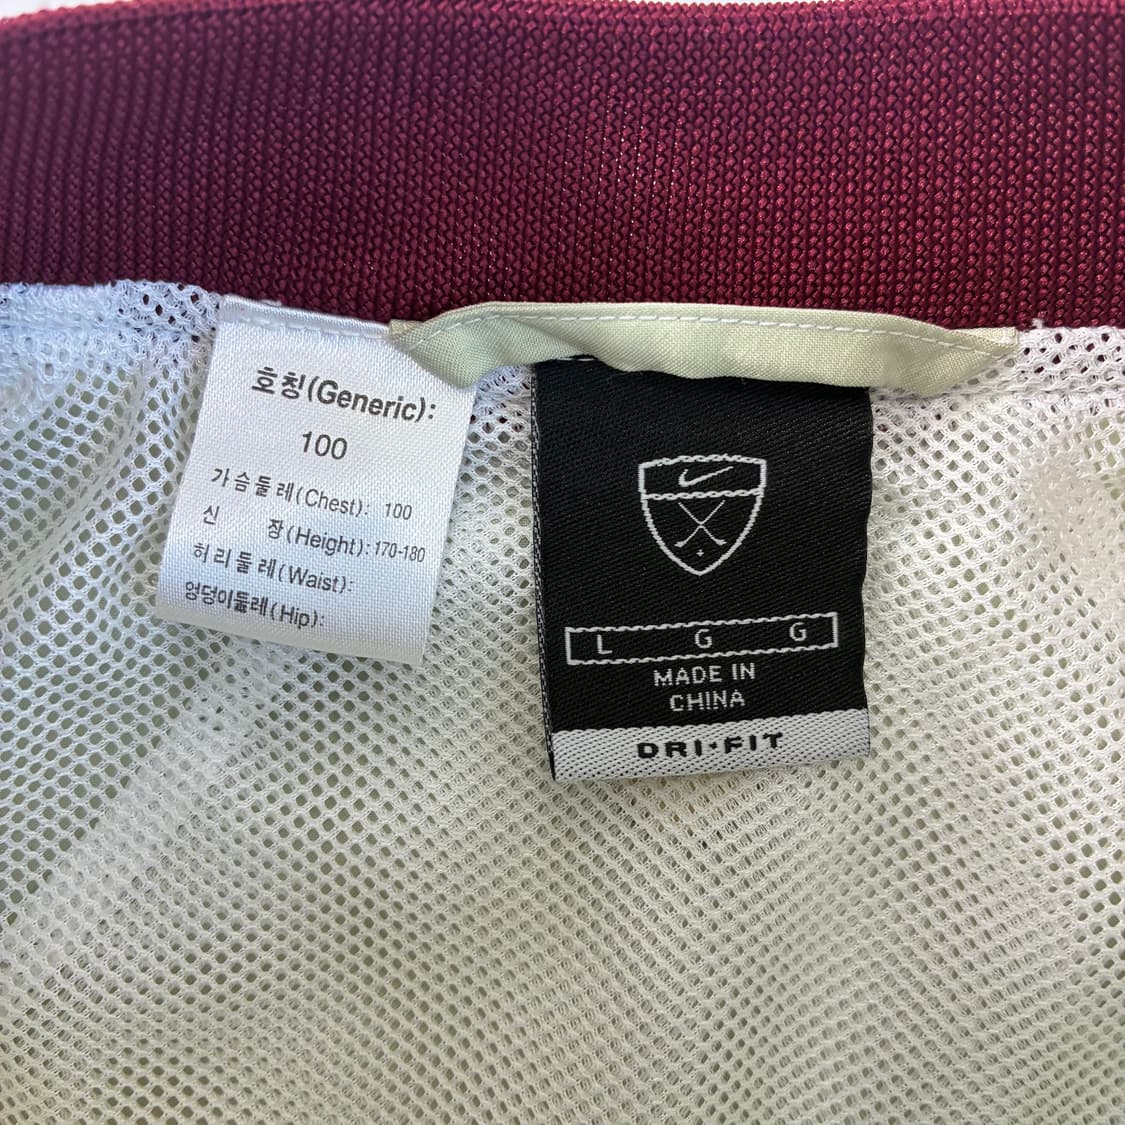 호칭(Generic):
100
가슴둘레(Chest): 100
신 장(Height): 170-180
허리둘레(Waist):
엉덩이둘레(Hip):
L G G
MADE IN
CHINA
DRI·FIT